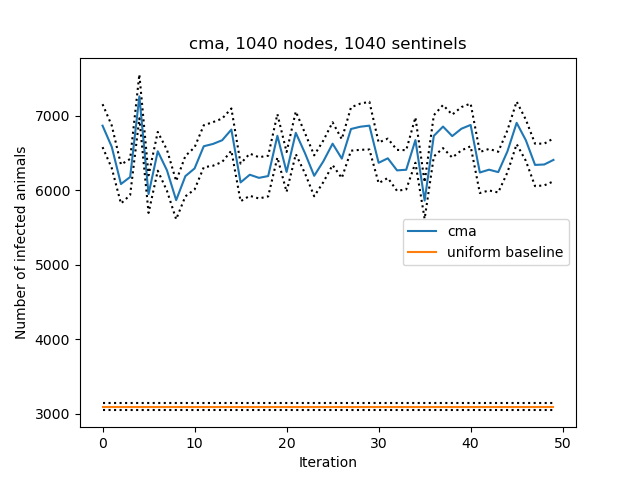 cma, 1040 nodes, 1040 sentinels
Number of infected animals
7000
6000
5000
4000
3000
cma
uniform baseline
0
10
20
30
40
50
Iteration